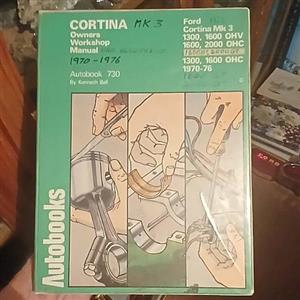 CORTINA MK 3
Owners
Workshop
Manual
1970 - 1976
Autobook 730
By Kenneth Ball
Ford
Cortina Mk 3
1300, 1600 OHV
1600, 2000 OHC
1300, 1600 OHC
1970-76
Autobooks